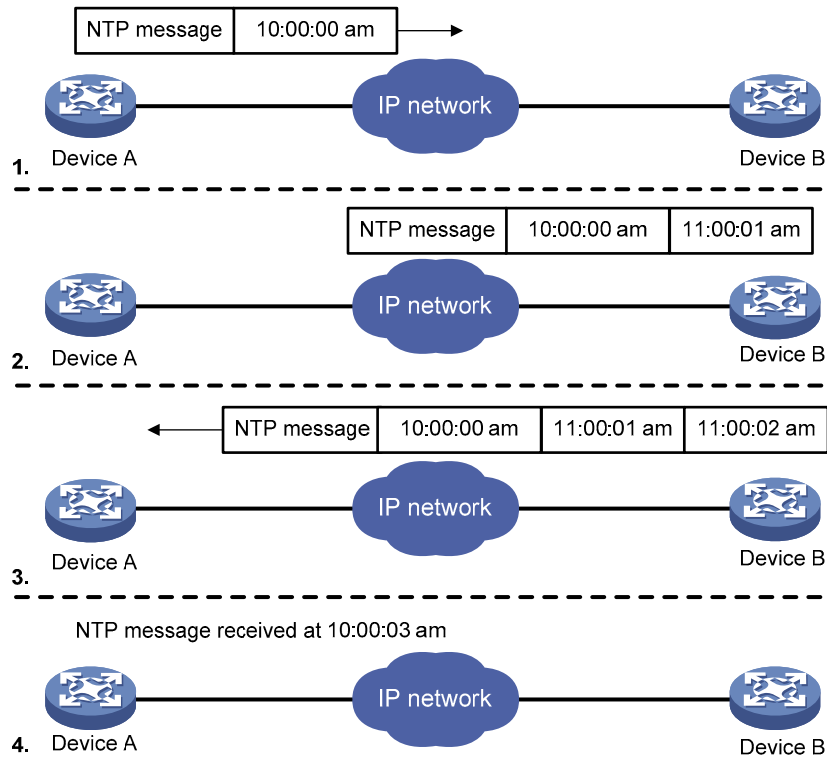 NTP message 10:00:00 am
IP network
Device A Device B
1.
NTP message 10:00:00 am 11:00:01 am
IP network
Device A Device B
2.
NTP message 10:00:00 am 11:00:01 am 11:00:02 am
IP network
Device A Device B
3.
NTP message received at 10:00:03 am
IP network
4. Device A Device B